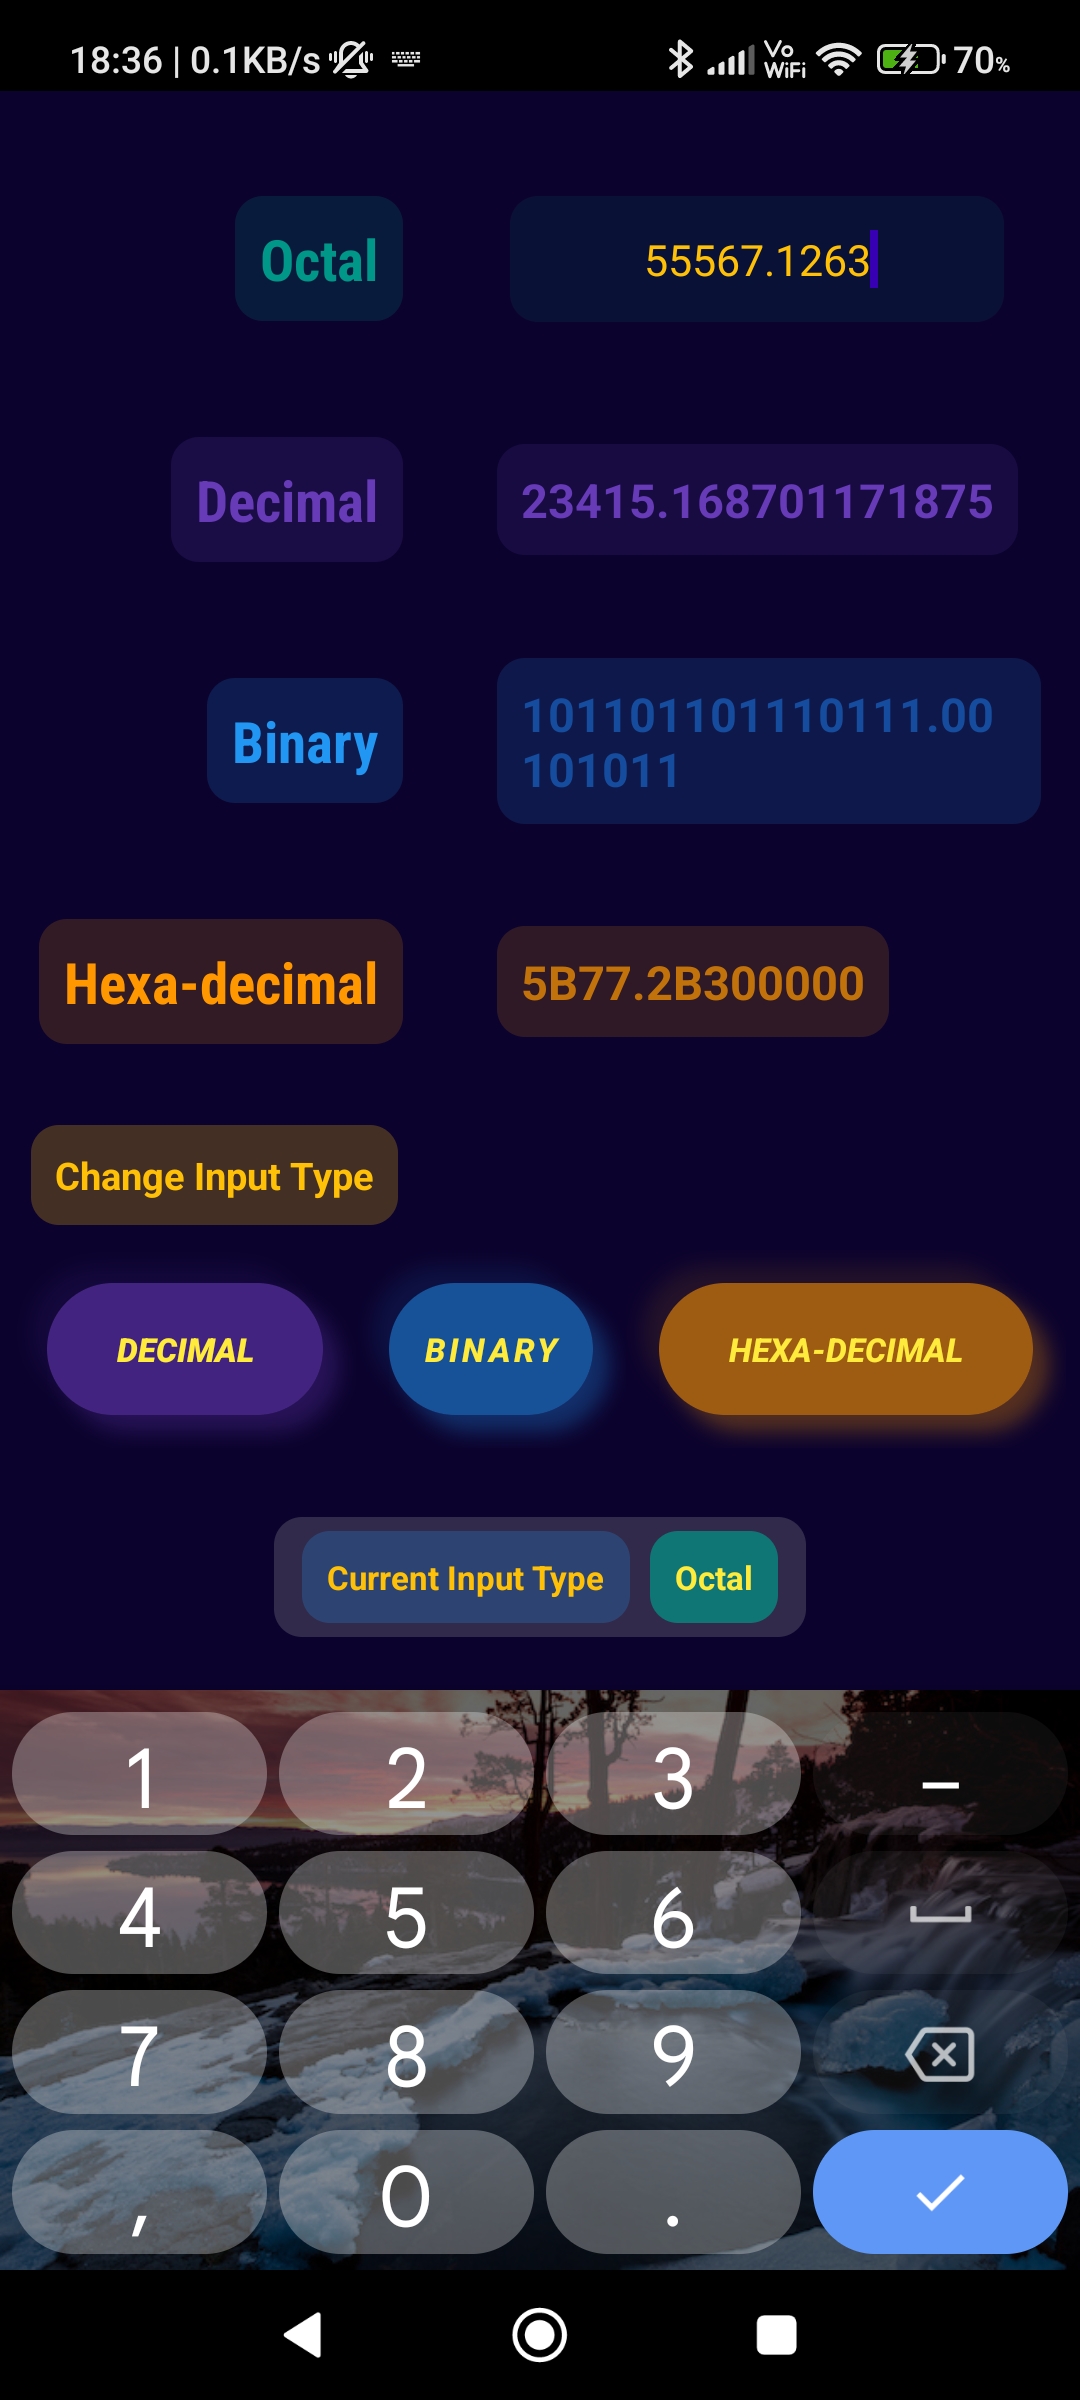 18:36 | 0.1KB/s Vo WiFi 70%
Octal 55567.1263
Decimal 23415.168701171875
Binary 101101101110111.00
101011
Hexa-decimal 5B77.2B300000
Change Input Type
DECIMAL BINARY HEXA-DECIMAL
Current Input Type Octal
1 2 3 –
4 5 6
7 8 9
, 0 .